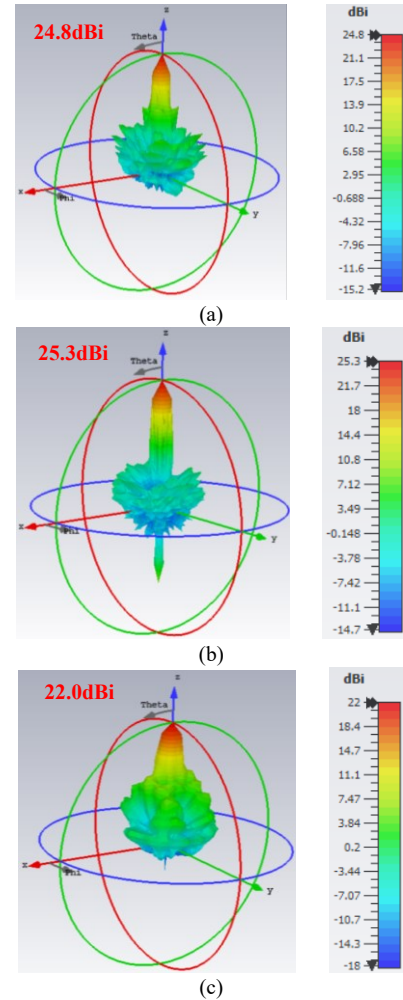 24.8dBi
z
Theta
x
Phi
y
dBi
24.8
21.1
17.5
13.9
10.2
6.58
2.95
-0.688
-4.32
-7.96
-11.6
-15.2
(a)
25.3dBi
z
Theta
x
Phi
y
dBi
25.3
21.7
18
14.4
10.8
7.12
3.49
-0.148
-3.78
-7.42
-11.1
-14.7
(b)
22.0dBi
z
Theta
x
Phi
y
dBi
22
18.4
14.7
11.1
7.47
3.84
0.2
-3.44
-7.07
-10.7
-14.3
-18
(c)